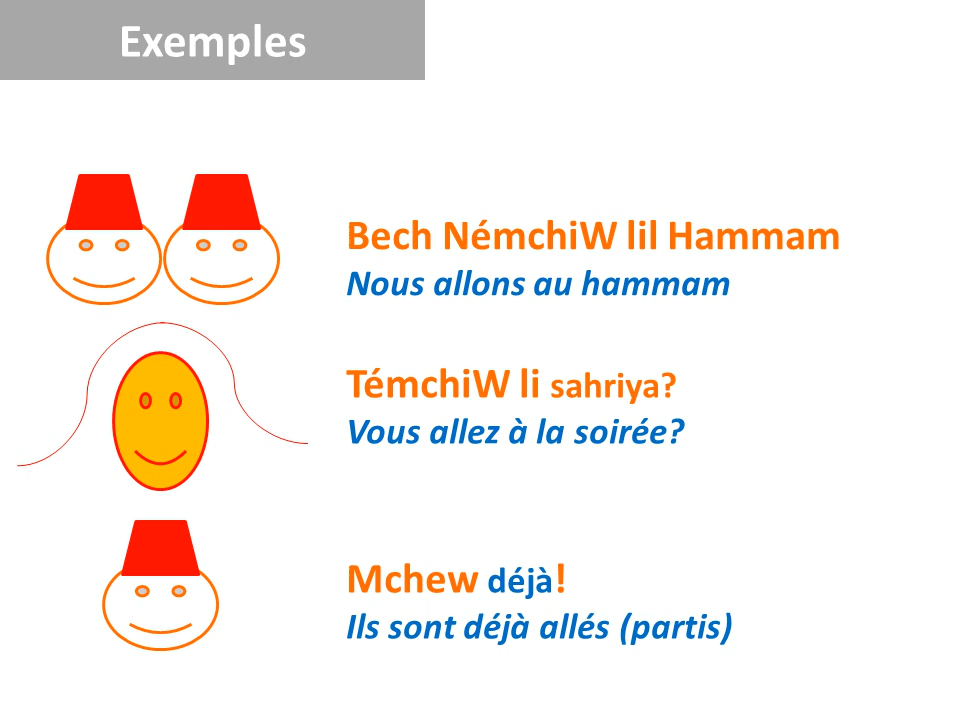 Exemples
Bech NémchiW lil Hammam
Nous allons au hammam
TémchiW li sahriya?
Vous allez à la soirée?
Mchew déjà!
Ils sont déjà allés (partis)